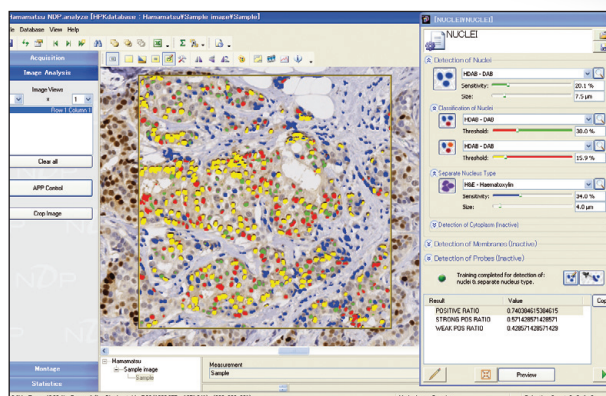 Hamamatsu NDP.analyze [HPKdatabase : Hamamatsu¥Sample image¥Sample]
File Database View Help
Acquisition
Image Analysis
Image Views
x
1
Row 1 Column 1
Clear all
APP Control
Crop Image
Montage
Statistics
Hamamatsu
Sample image
Sample
Measurement
Sample
[NUCLEI/NUCLEI]
NUCLEI
Detection of Nuclei
HDAB - DAB
Sensitivity: 20.1 %
Size: 7.5 µm
Classification of Nuclei
HDAB - DAB
Threshold: 38.0 %
HDAB - DAB
Threshold: 15.9 %
Separate Nucleus Type
H&E - Haematoxylin
Sensitivity: 34.0 %
Size: 4.0 µm
Detection of Cytoplasm (Inactive)
Detection of Membranes (Inactive)
Detection of Probes (Inactive)
Training completed for detection of:
nuclei & separate nucleus type.
Result Value
POSITIVE RATIO 0.740384615384615
STRONG POS RATIO 0.571428571428571
WEAK POS RATIO 0.428571428571429
Cop
Preview